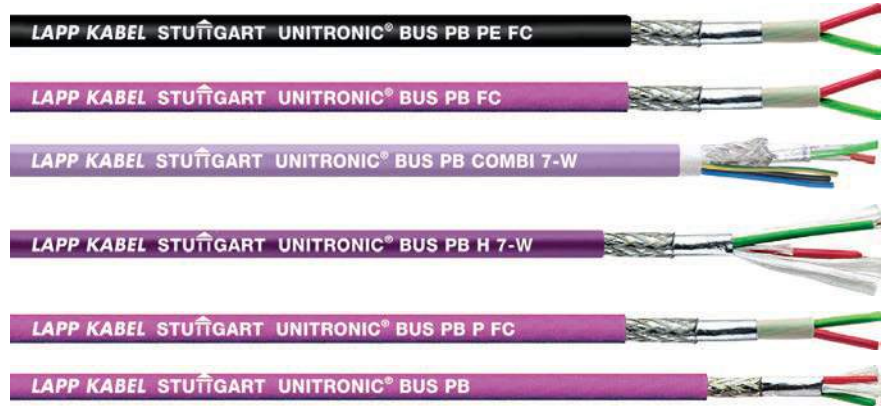 LAPP KABEL STUTTGART UNITRONIC® BUS PB PE FC
LAPP KABEL STUTTGART UNITRONIC® BUS PB FC
LAPP KABEL STUTTGART UNITRONIC® BUS PB COMBI 7-W
LAPP KABEL STUTTGART UNITRONIC® BUS PB H 7-W
LAPP KABEL STUTTGART UNITRONIC® BUS PB P FC
LAPP KABEL STUTTGART UNITRONIC® BUS PB